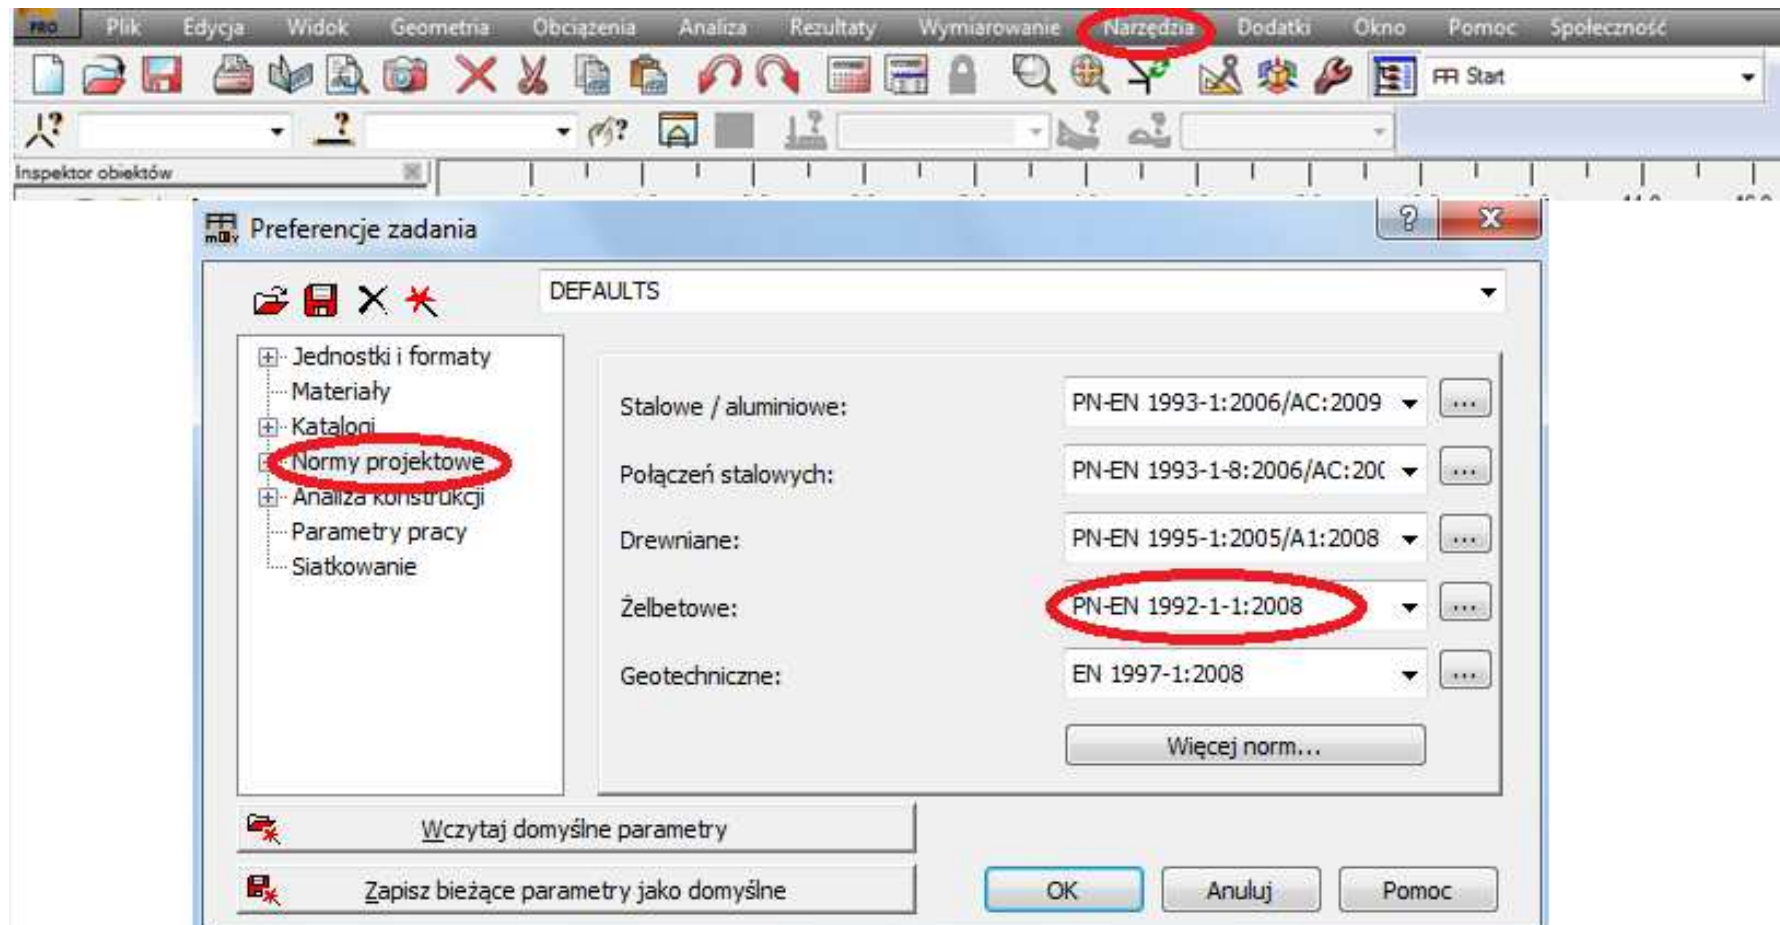 PRO Plik Edycja Widok Geometria Obciążenia Analiza Rezultaty Wymiarowanie Narzędzia Dodatki Okno Pomoc Społeczność
Start
Inspektor obiektów
Preferencje zadania
DEFAULTS
Jednostki i formaty
Materiały
Katalogi
Normy projektowe
Analiza konstrukcji
Parametry pracy
Siatkowanie
Stalowe / aluminiowe: PN-EN 1993-1:2006/AC:2009 ...
Połączeń stalowych: PN-EN 1993-1-8:2006/AC:200 ...
Drewniane: PN-EN 1995-1:2005/A1:2008 ...
Żelbetowe: PN-EN 1992-1-1:2008 ...
Geotechniczne: EN 1997-1:2008 ...
Więcej norm...
Wczytaj domyślne parametry
Zapisz bieżące parametry jako domyślne
OK Anuluj Pomoc